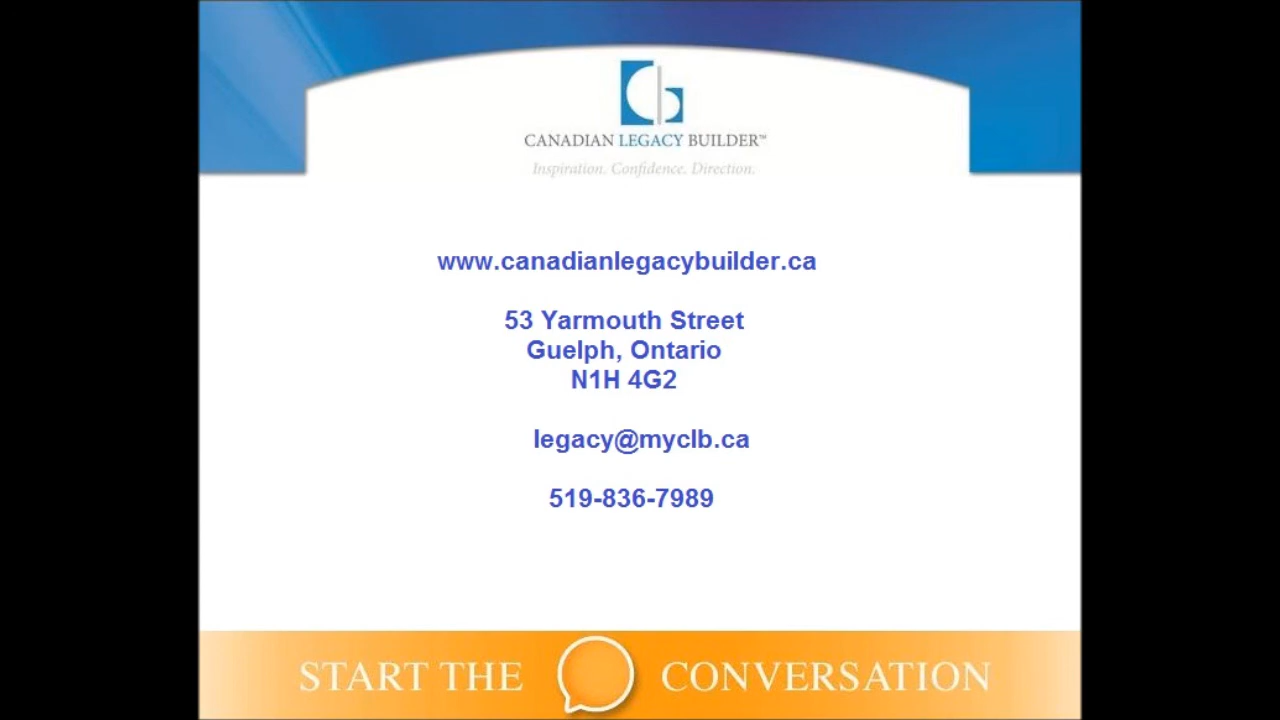 CANADIAN LEGACY BUILDER™
Inspiration. Confidence. Direction.
www.canadianlegacybuilder.ca
53 Yarmouth Street
Guelph, Ontario
N1H 4G2
legacy@myclb.ca
519-836-7989
START THE CONVERSATION